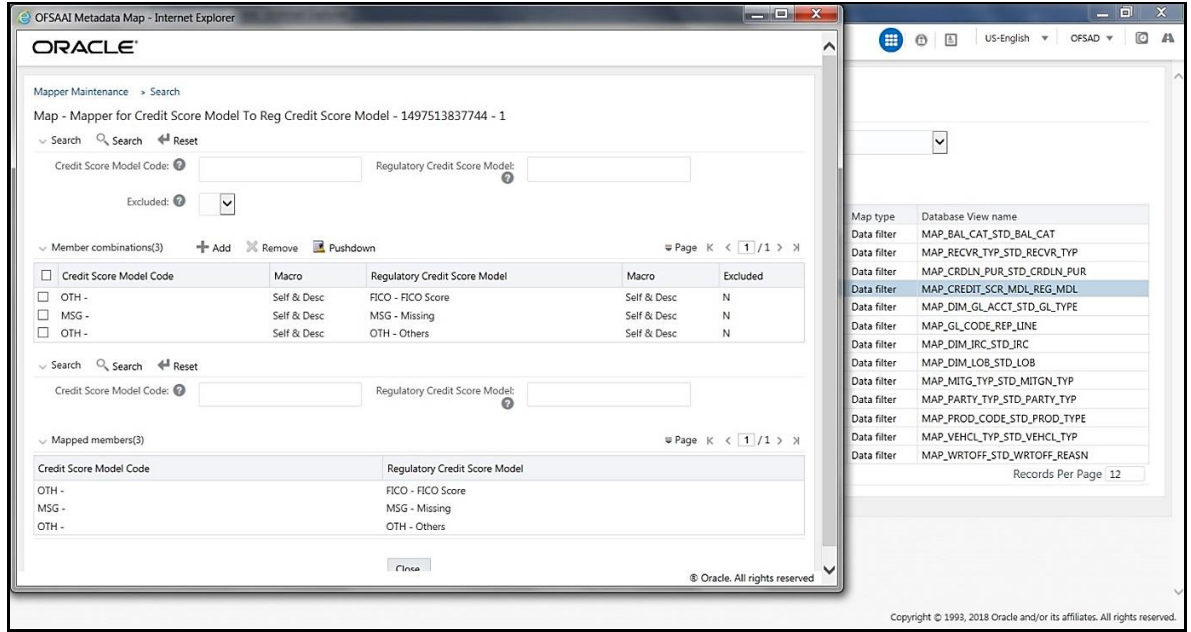 OFSAAI Metadata Map - Internet Explorer
ORACLE
US-English OFSAD
Mapper Maintenance > Search
Map - Mapper for Credit Score Model To Reg Credit Score Model - 1497513837744 - 1
Search Search Reset
Credit Score Model Code: Regulatory Credit Score Model:
Excluded:
Member combinations(3) Add Remove Pushdown Page 1 / 1
Credit Score Model Code Macro Regulatory Credit Score Model Macro Excluded
OTH - Self & Desc FICO - FICO Score Self & Desc N
MSG - Self & Desc MSG - Missing Self & Desc N
OTH - Self & Desc OTH - Others Self & Desc N
Search Search Reset
Credit Score Model Code: Regulatory Credit Score Model:
Mapped members(3) Page 1 / 1
Credit Score Model Code Regulatory Credit Score Model
OTH - FICO - FICO Score
MSG - MSG - Missing
OTH - OTH - Others
Close
© Oracle. All rights reserved
Map type Database View name
Data filter MAP_BAL_CAT_STD_BAL_CAT
Data filter MAP_RECVR_TYP_STD_RECVR_TYP
Data filter MAP_CRDLN_PUR_STD_CRDLN_PUR
Data filter MAP_CREDIT_SCR_MDL_REG_MDL
Data filter MAP_DIM_GL_ACCT_STD_GL_TYPE
Data filter MAP_GL_CODE_REP_LINE
Data filter MAP_DIM_IRC_STD_IRC
Data filter MAP_DIM_LOB_STD_LOB
Data filter MAP_MITG_TYP_STD_MITGN_TYP
Data filter MAP_PARTY_TYP_STD_PARTY_TYP
Data filter MAP_PROD_CODE_STD_PROD_TYPE
Data filter MAP_VEHCL_TYP_STD_VEHCL_TYP
Data filter MAP_WRTOFF_STD_WRTOFF_REASN
Records Per Page 12
Copyright © 1993, 2018 Oracle and/or its affiliates. All rights reserved.